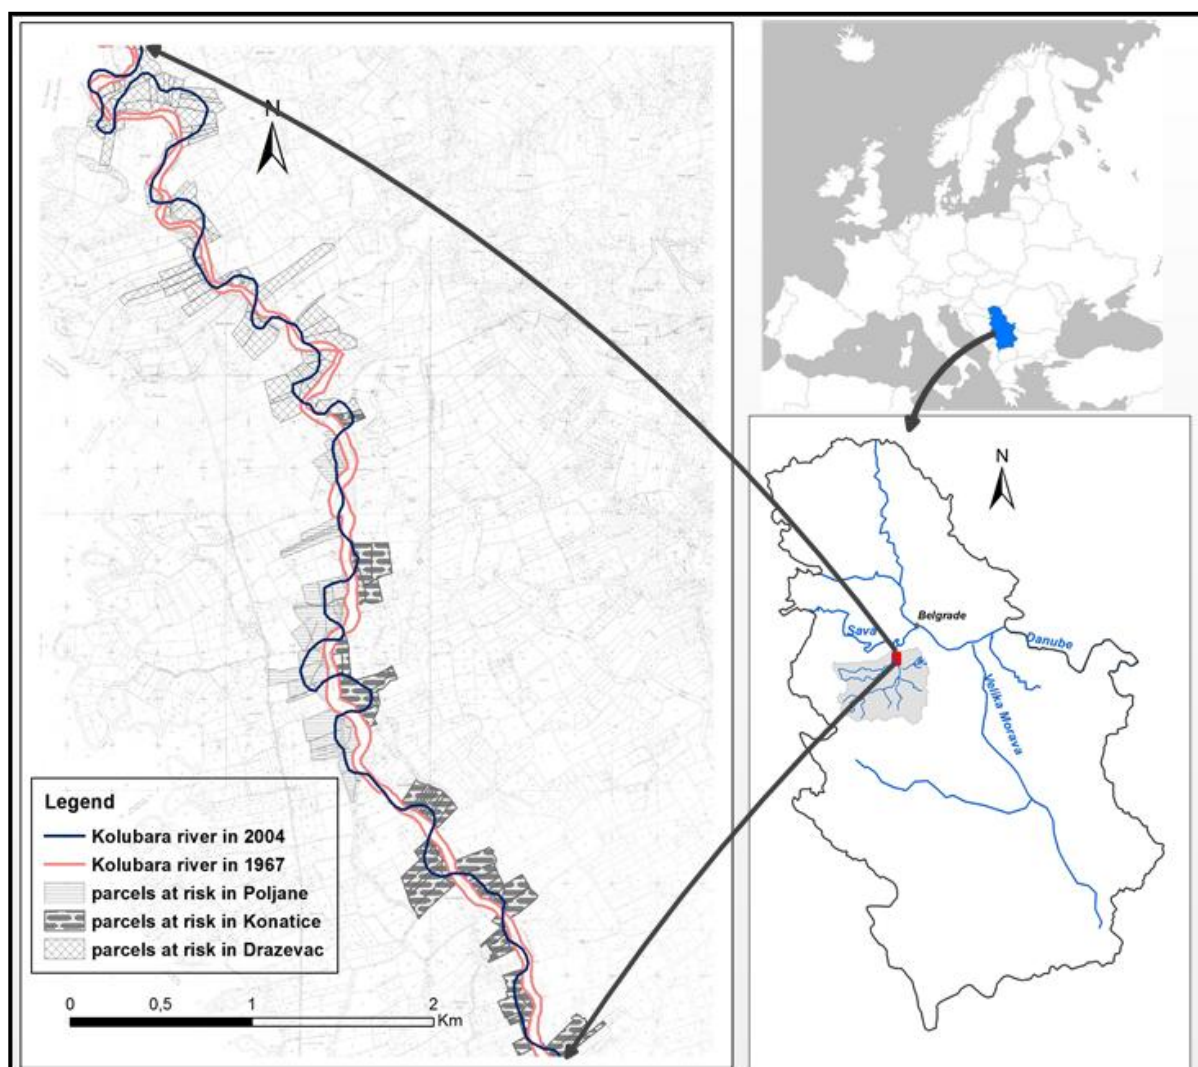 N
Legend
Kolubara river in 2004
Kolubara river in 1967
parcels at risk in Poljane
parcels at risk in Konatice
parcels at risk in Drazevac
0 0,5 1 2
Km
N
Belgrade
Sava
Danube
Velika Morava